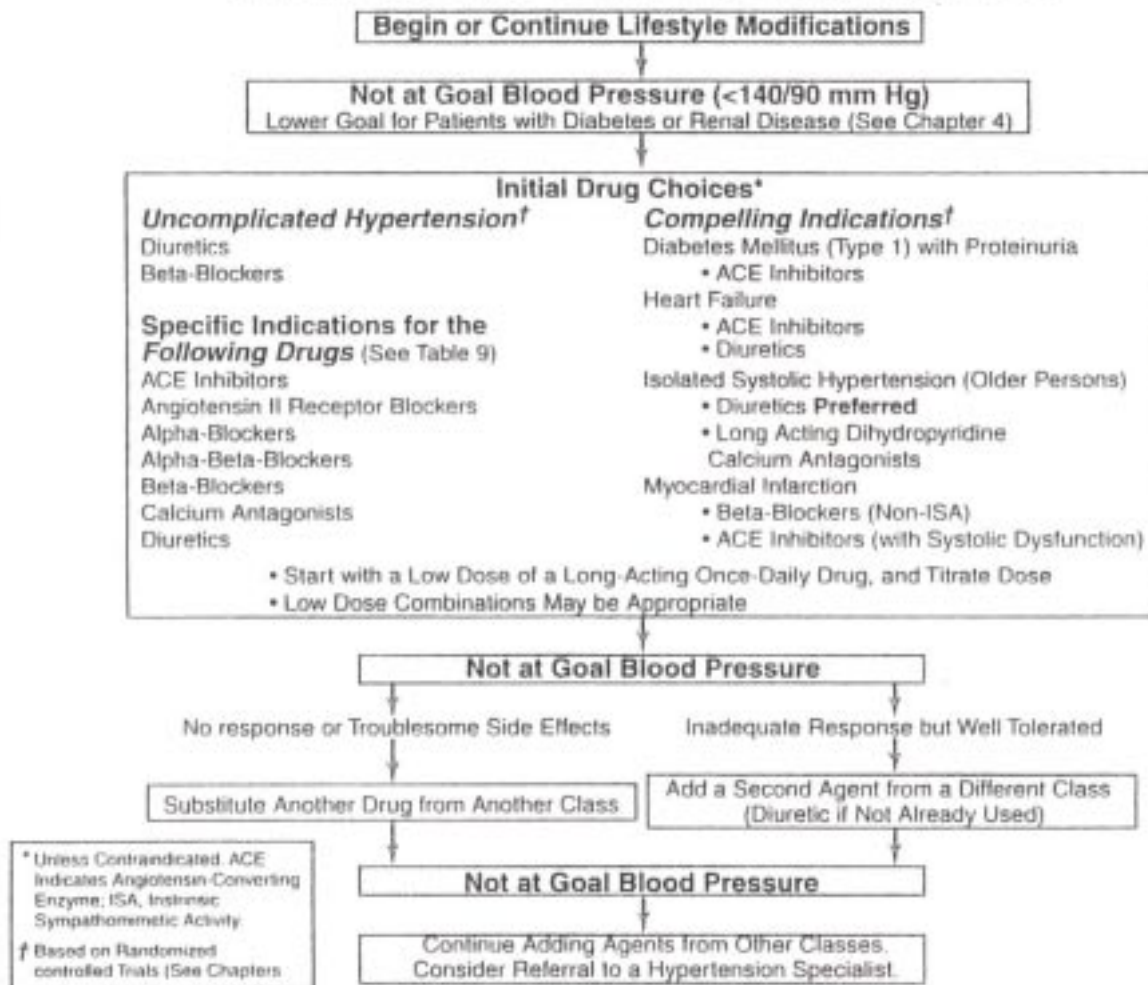 Begin or Continue Lifestyle Modifications
Not at Goal Blood Pressure (<140/90 mm Hg)
Lower Goal for Patients with Diabetes or Renal Disease (See Chapter 4)
Initial Drug Choices*
Uncomplicated Hypertension†
Diuretics
Beta-Blockers
Specific Indications for the
Following Drugs (See Table 9)
ACE Inhibitors
Angiotensin II Receptor Blockers
Alpha-Blockers
Alpha-Beta-Blockers
Beta-Blockers
Calcium Antagonists
Diuretics
Compelling Indications†
Diabetes Mellitus (Type 1) with Proteinuria
• ACE Inhibitors
Heart Failure
• ACE Inhibitors
• Diuretics
Isolated Systolic Hypertension (Older Persons)
• Diuretics Preferred
• Long Acting Dihydropyridine
Calcium Antagonists
Myocardial Infarction
• Beta-Blockers (Non-ISA)
• ACE Inhibitors (with Systolic Dysfunction)
• Start with a Low Dose of a Long-Acting Once-Daily Drug, and Titrate Dose
• Low Dose Combinations May be Appropriate
Not at Goal Blood Pressure
No response or Troublesome Side Effects
Inadequate Response but Well Tolerated
Substitute Another Drug from Another Class
Add a Second Agent from a Different Class
(Diuretic if Not Already Used)
Not at Goal Blood Pressure
Continue Adding Agents from Other Classes.
Consider Referral to a Hypertension Specialist.
* Unless Contraindicated. ACE
Indicates Angiotensin-Converting
Enzyme; ISA,
† Based on Randomized
controlled Trials (See Chapters